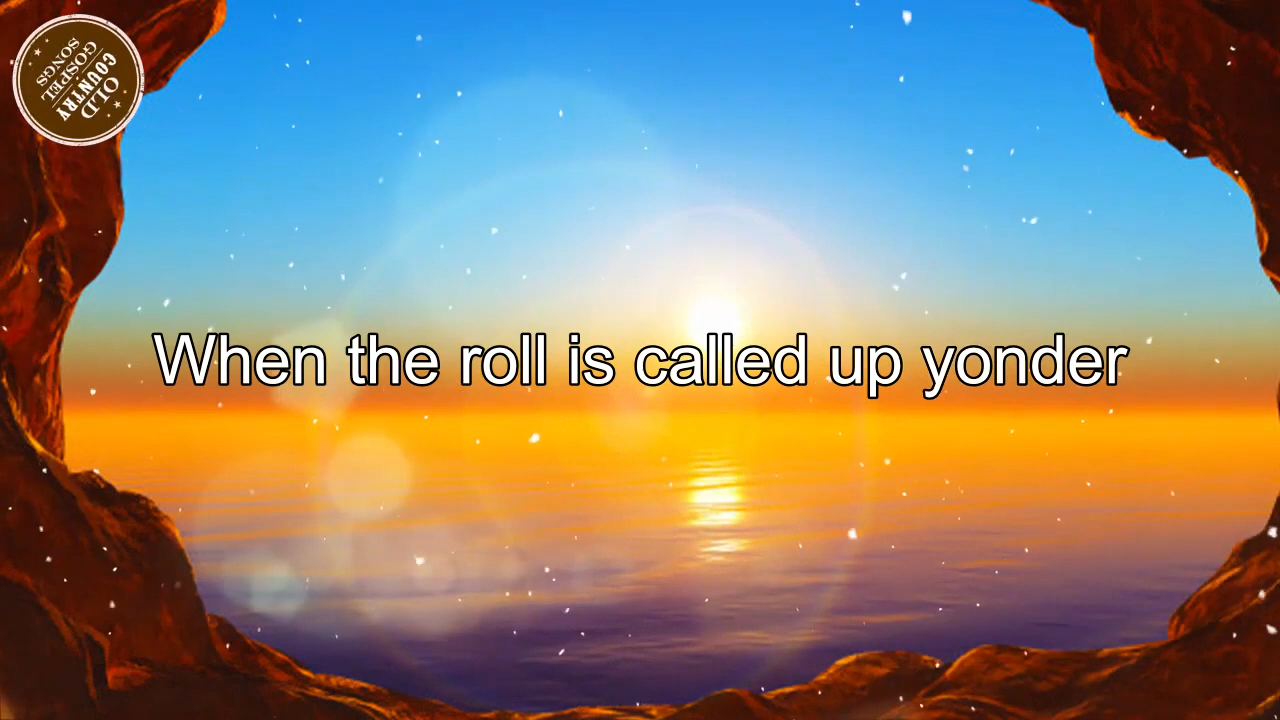 OLD
COUNTRY
GOSPEL
SONGS
When the roll is called up yonder